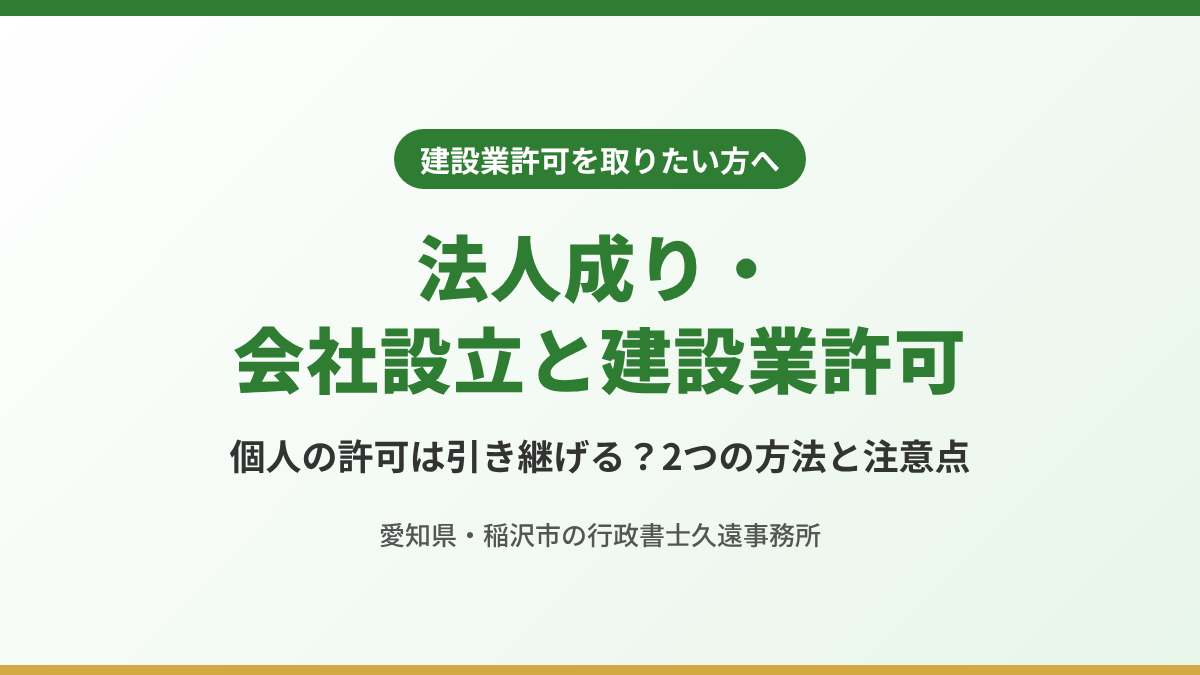 建設業許可を取りたい方へ
法人成り・
会社設立と建設業許可
個人の許可は引き継げる？2つの方法と注意点
愛知県・稲沢市の行政書士久遠事務所